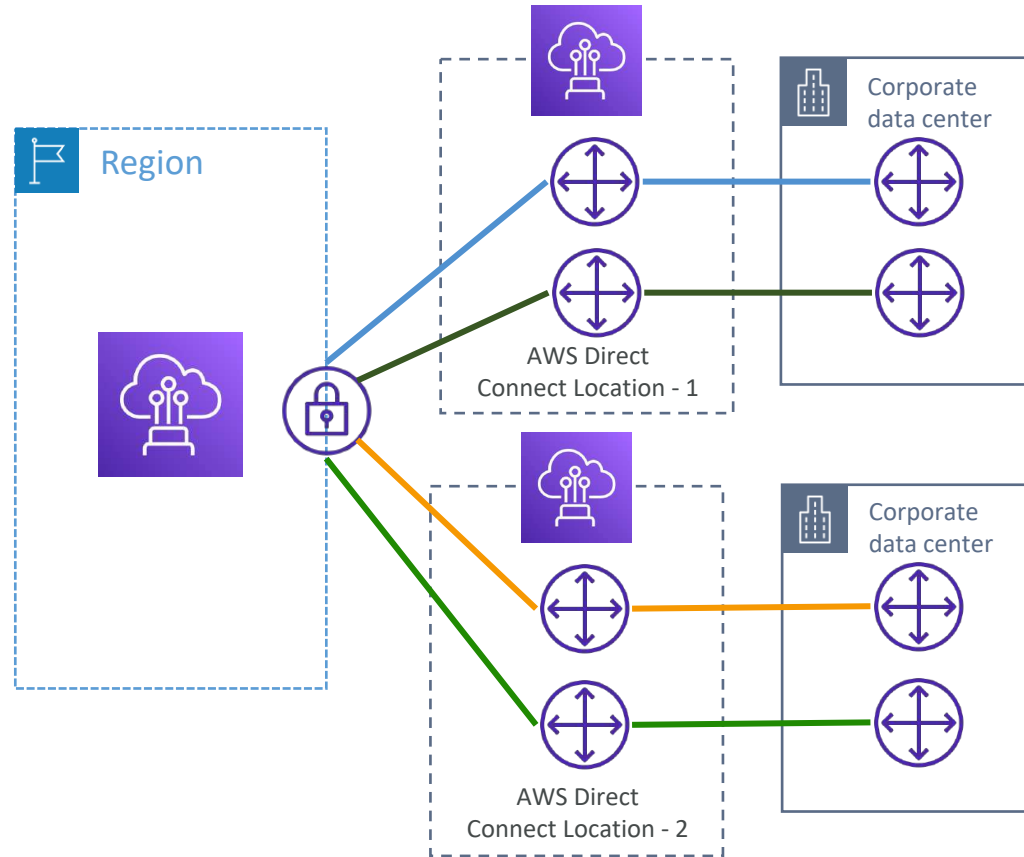 Region
Corporate
data center
AWS Direct
Connect Location - 1
Corporate
data center
AWS Direct
Connect Location - 2